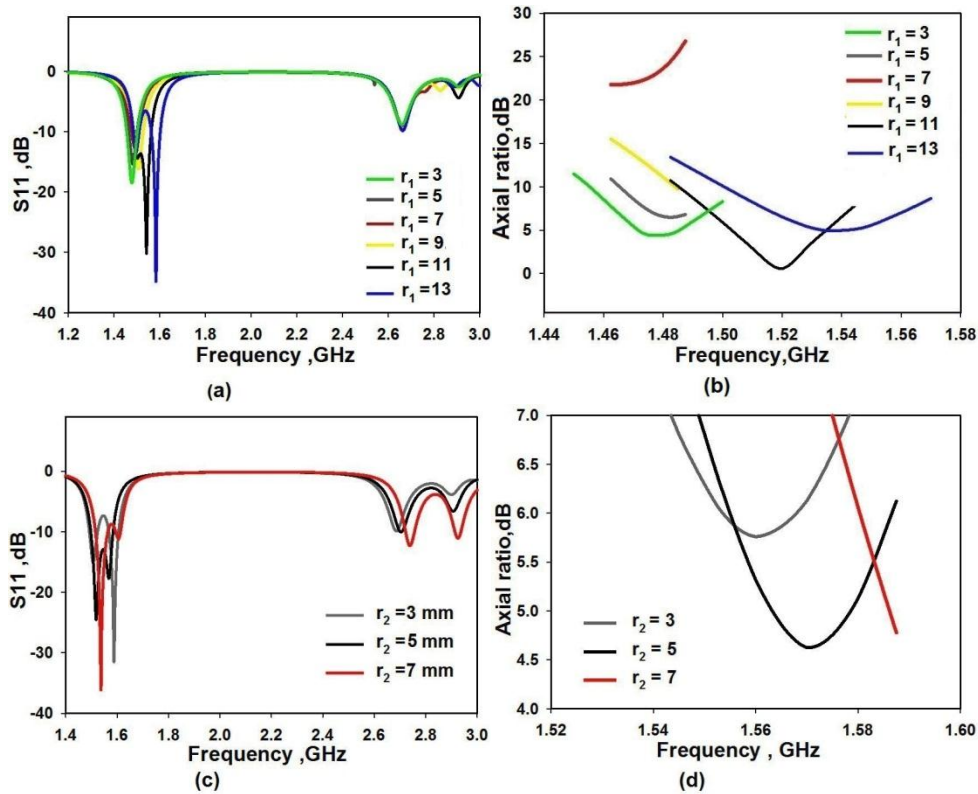 0
-10
-20
-30
-40
S11 ,dB
r1 = 3
r1 = 5
r1 = 7
r1 = 9
r1 = 11
r1 =13
1.2 1.4 1.6 1.8 2.0 2.2 2.4 2.6 2.8 3.0
Frequency ,GHz
(a)
30
25
20
15
10
5
0
Axial ratio,dB
r1 = 3
r1 = 5
r1 = 7
r1 = 9
r1 = 11
r1 =13
1.44 1.46 1.48 1.50 1.52 1.54 1.56 1.58
Frequency,GHz
(b)
0
-10
-20
-30
-40
S11 ,dB
r2 =3 mm
r2 =5 mm
r2 =7 mm
1.4 1.6 1.8 2.0 2.2 2.4 2.6 2.8 3.0
Frequency ,GHz
(c)
7.0
6.5
6.0
5.5
5.0
4.5
4.0
Axial ratio,dB
r2 = 3
r2 = 5
r2 = 7
1.52 1.54 1.56 1.58 1.60
Frequency , GHz
(d)